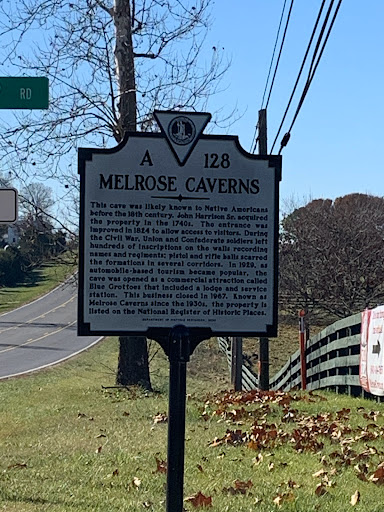 RD
A 128
MELROSE CAVERNS
This cave was likely known to Native Americans
before the 18th century. John Harrison Sr. acquired
the property in the 1740s. The entrance was
improved in 1824 to allow access to visitors. During
the Civil War, Union and Confederate soldiers left
hundreds of inscriptions on the walls recording
names and regiments; pistol and rifle balls scarred
the formations in several corridors. In 1929, as
automobile-based tourism became popular, the
cave was opened as a commercial attraction called
Blue Grottoes that included a lodge and service
station. This business closed in 1967. Known as
Melrose Caverns since the 1930s, the property is
listed on the National Register of Historic Places.
DEPARTMENT OF HISTORIC RESOURCES,